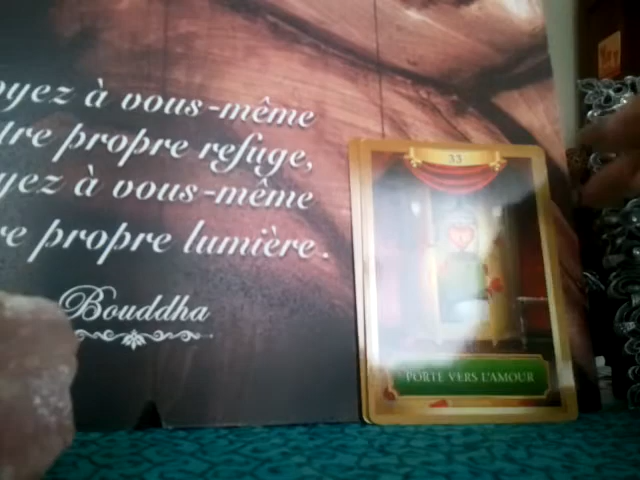 oyez à vous-même
tre propre refuge,
yez à vous-même
re propre lumière.
Bouddha
33
PORTE VERS L'AMOUR